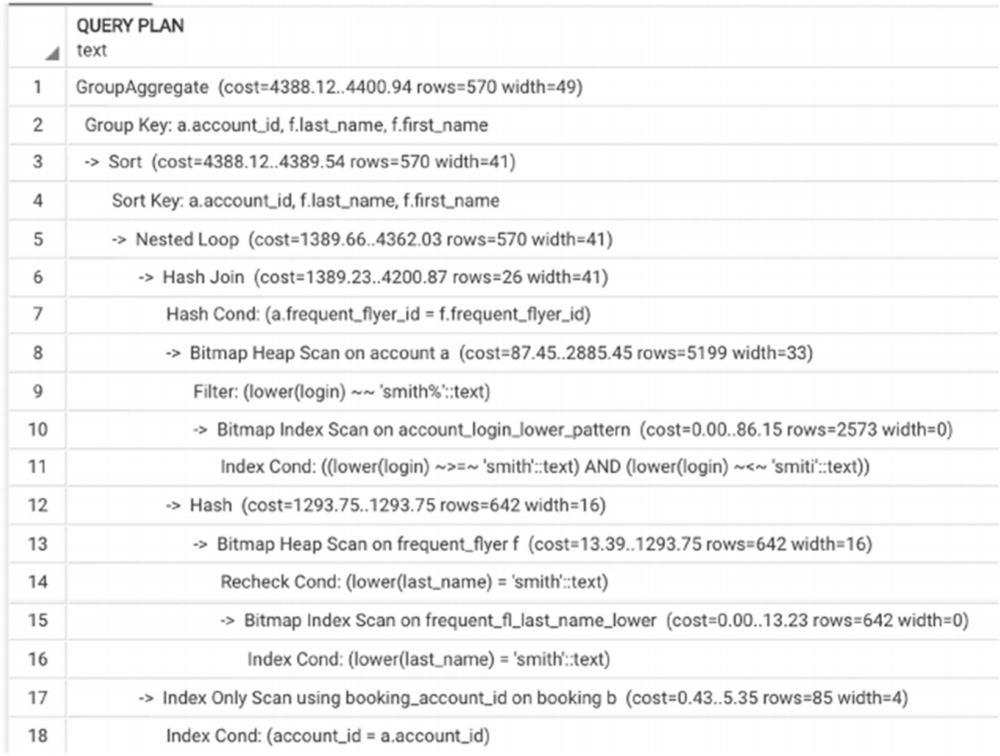 QUERY PLAN
text
1 GroupAggregate (cost=4388.12..4400.94 rows=570 width=49)
2 Group Key: a.account_id, f.last_name, f.first_name
3 -> Sort (cost=4388.12..4389.54 rows=570 width=41)
4 Sort Key: a.account_id, f.last_name, f.first_name
5 -> Nested Loop (cost=1389.66..4362.03 rows=570 width=41)
6 -> Hash Join (cost=1389.23..4200.87 rows=26 width=41)
7 Hash Cond: (a.frequent_flyer_id = f.frequent_flyer_id)
8 -> Bitmap Heap Scan on account a (cost=87.45..2885.45 rows=5199 width=33)
9 Filter: (lower(login) ~~ 'smith%'::text)
10 -> Bitmap Index Scan on account_login_lower_pattern (cost=0.00..86.15 rows=2573 width=0)
11 Index Cond: ((lower(login) ~>=~ 'smith'::text) AND (lower(login) ~<~ 'smiti'::text))
12 -> Hash (cost=1293.75..1293.75 rows=642 width=16)
13 -> Bitmap Heap Scan on frequent_flyer f (cost=13.39..1293.75 rows=642 width=16)
14 Recheck Cond: (lower(last_name) = 'smith'::text)
15 -> Bitmap Index Scan on frequent_fl_last_name_lower (cost=0.00..13.23 rows=642 width=0)
16 Index Cond: (lower(last_name) = 'smith'::text)
17 -> Index Only Scan using booking_account_id on booking b (cost=0.43..5.35 rows=85 width=4)
18 Index Cond: (account_id = a.account_id)